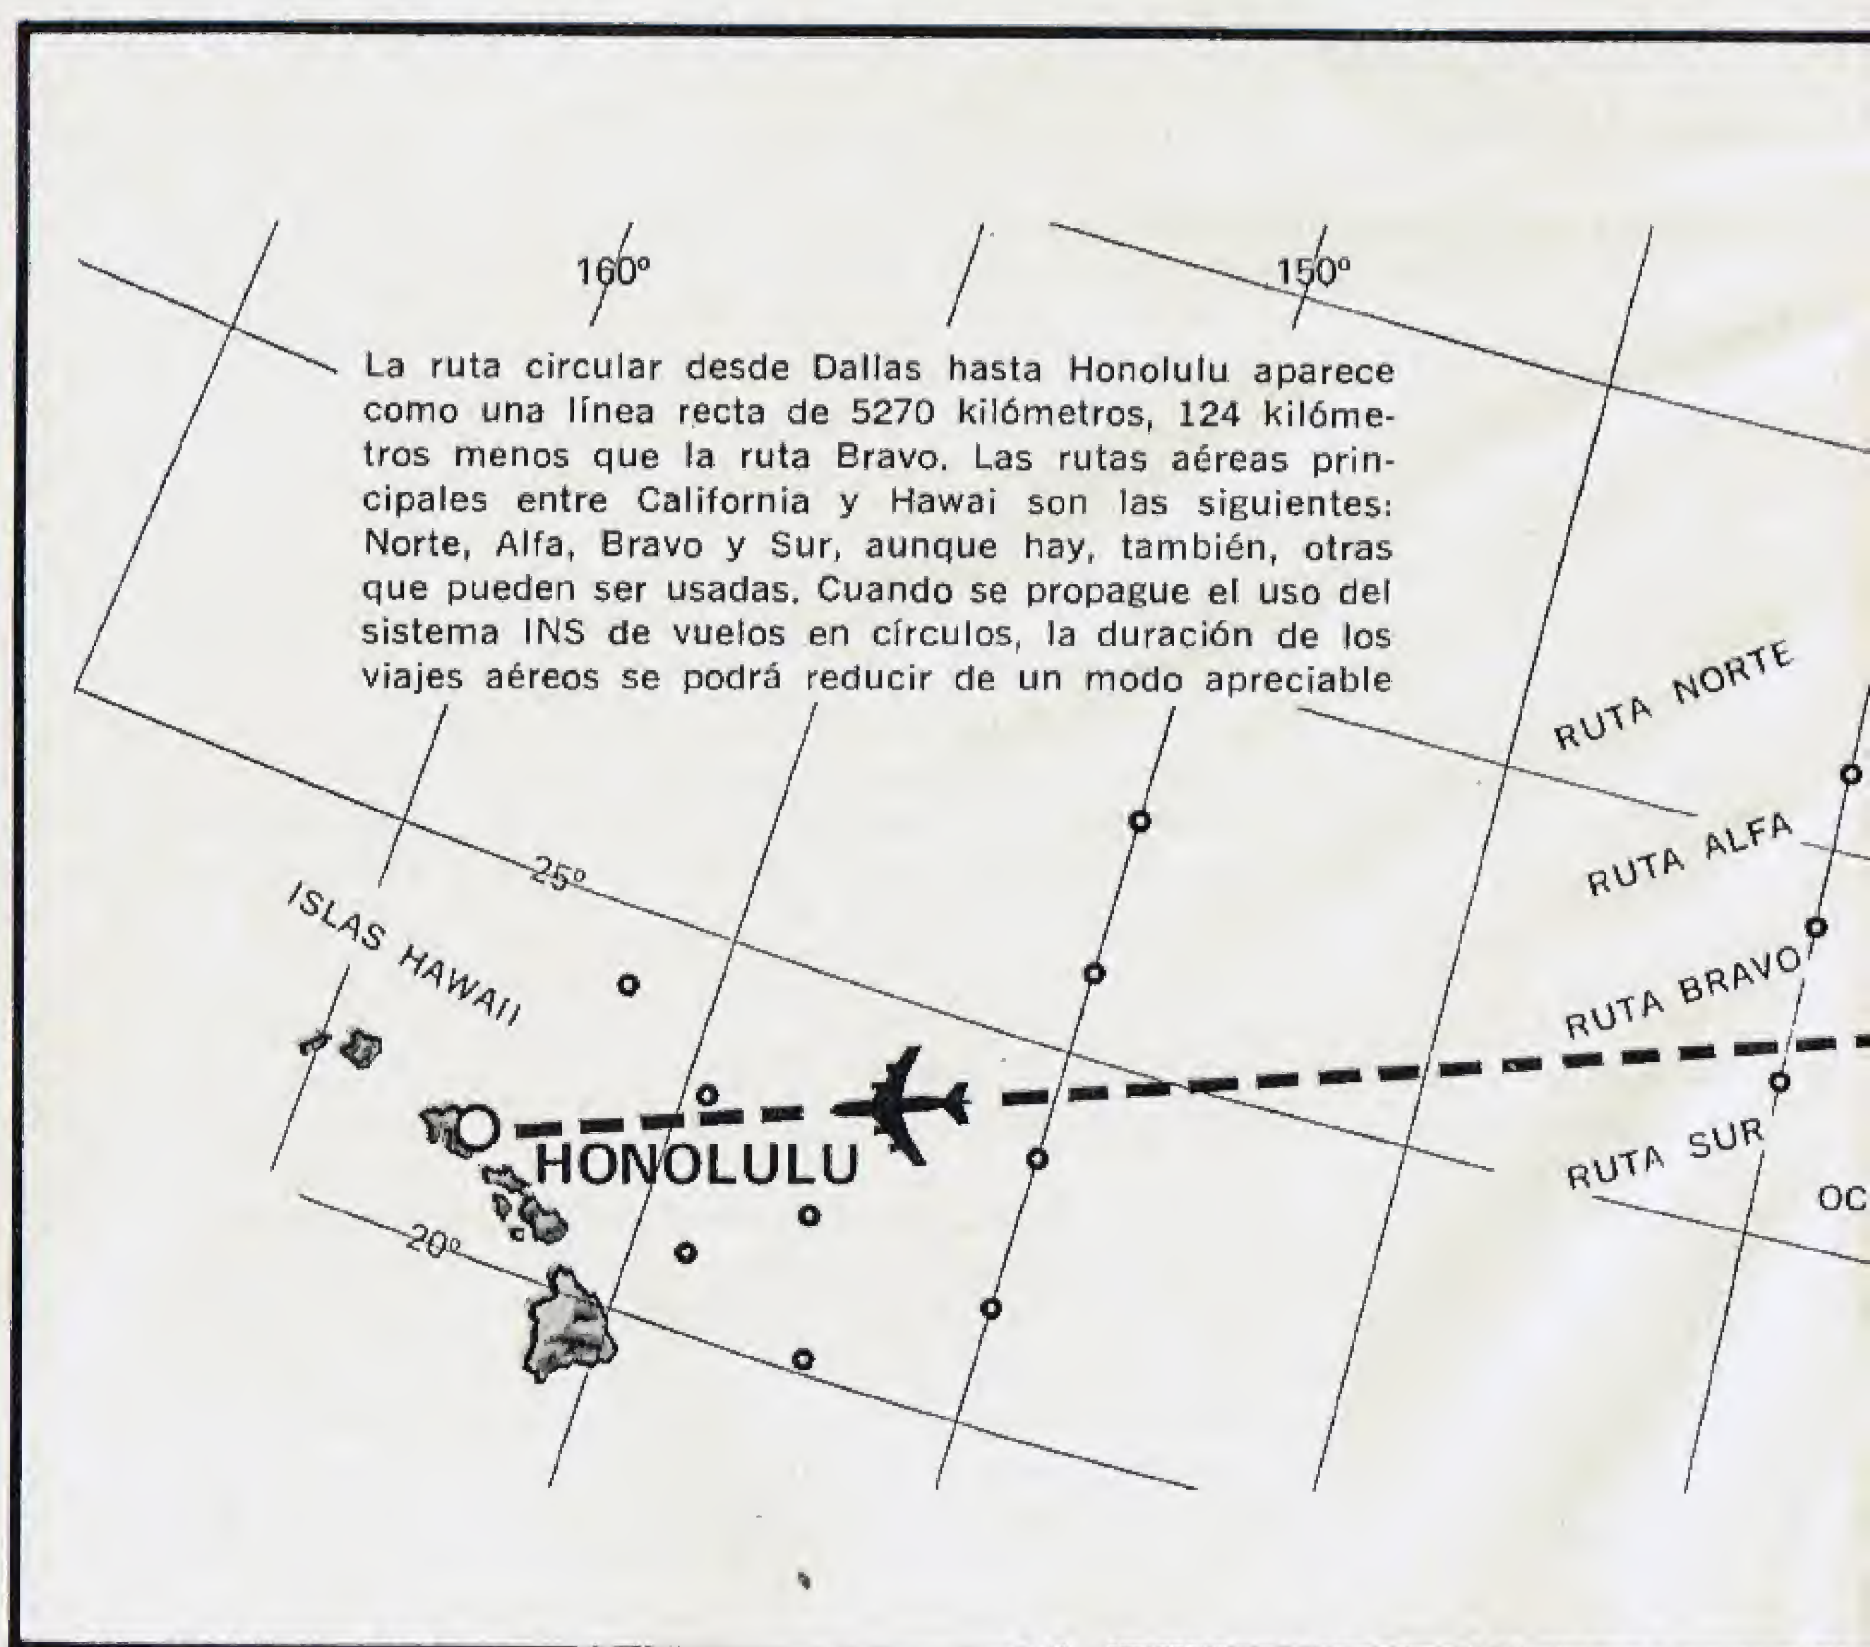 160º
150º
La ruta circular desde Dallas hasta Honolulu aparece
como una línea recta de 5270 kilómetros, 124 kilóme-
tros menos que la ruta Bravo. Las rutas aéreas prin-
cipales entre California y Hawai son las siguientes:
Norte, Alfa, Bravo y Sur, aunque hay, también, otras
que pueden ser usadas. Cuando se propague el uso del
sistema INS de vuelos en círculos, la duración de los
viajes aéreos se podrá reducir de un modo apreciable
RUTA NORTE
RUTA ALFA
25º
ISLAS HAWAII
RUTA BRAVO
HONOLULU
RUTA SUR
OC
20º